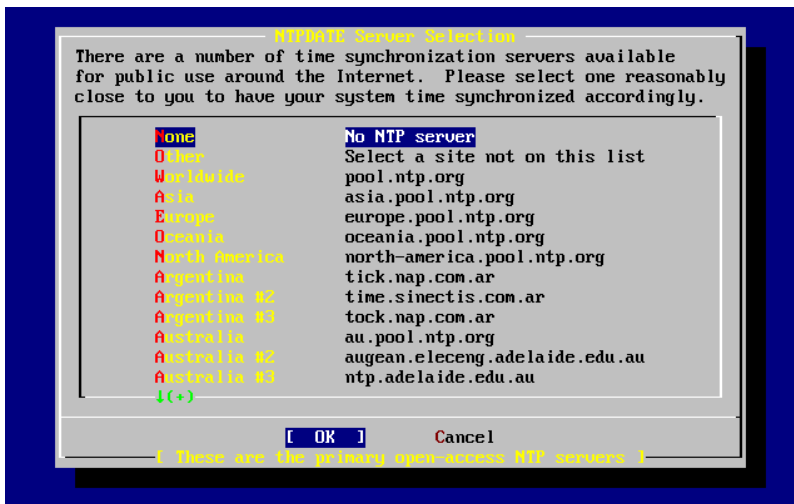 NTPDATE Server Selection
There are a number of time synchronization servers available
for public use around the Internet.  Please select one reasonably
close to you to have your system time synchronized accordingly.
None No NTP server
Other Select a site not on this list
Worldwide pool.ntp.org
Asia asia.pool.ntp.org
Europe europe.pool.ntp.org
Oceania oceania.pool.ntp.org
North America north-america.pool.ntp.org
Argentina tick.nap.com.ar
Argentina #2 time.sinectis.com.ar
Argentina #3 tock.nap.com.ar
Australia au.pool.ntp.org
Australia #2 augean.eleceng.adelaide.edu.au
Australia #3 ntp.adelaide.edu.au
↓(+)
[ OK ] Cancel
[ These are the primary open-access NTP servers ]